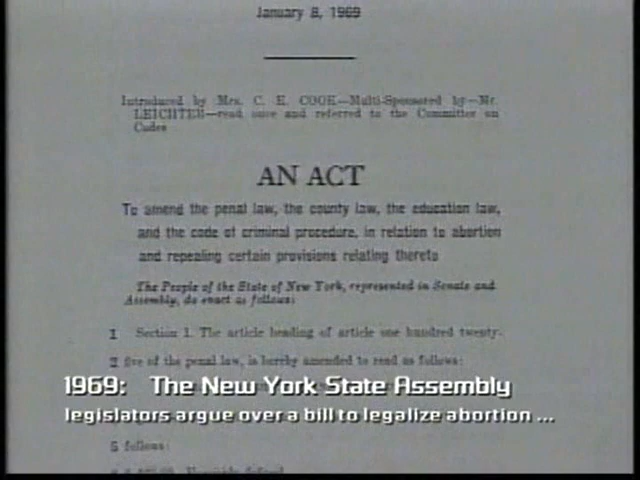 January 8, 1969
Introduced by Mrs. C. E. COOK—Multi-Sponsored by—Mr.
LEICHTER—read once and referred to the Committee on
Codes
AN ACT
To amend the penal law, the county law, the education law,
and the code of criminal procedure, in relation to abortion
and repealing certain provisions relating thereto
The People of the State of New York, represented in Senate and
Assembly, do enact as follows:
1 Section 1. The article heading of article one hundred twenty-
2 five of the penal law, is hereby amended to read as follows:
1969: The New York State Assembly
legislators argue over a bill to legalize abortion ...
5 follows: